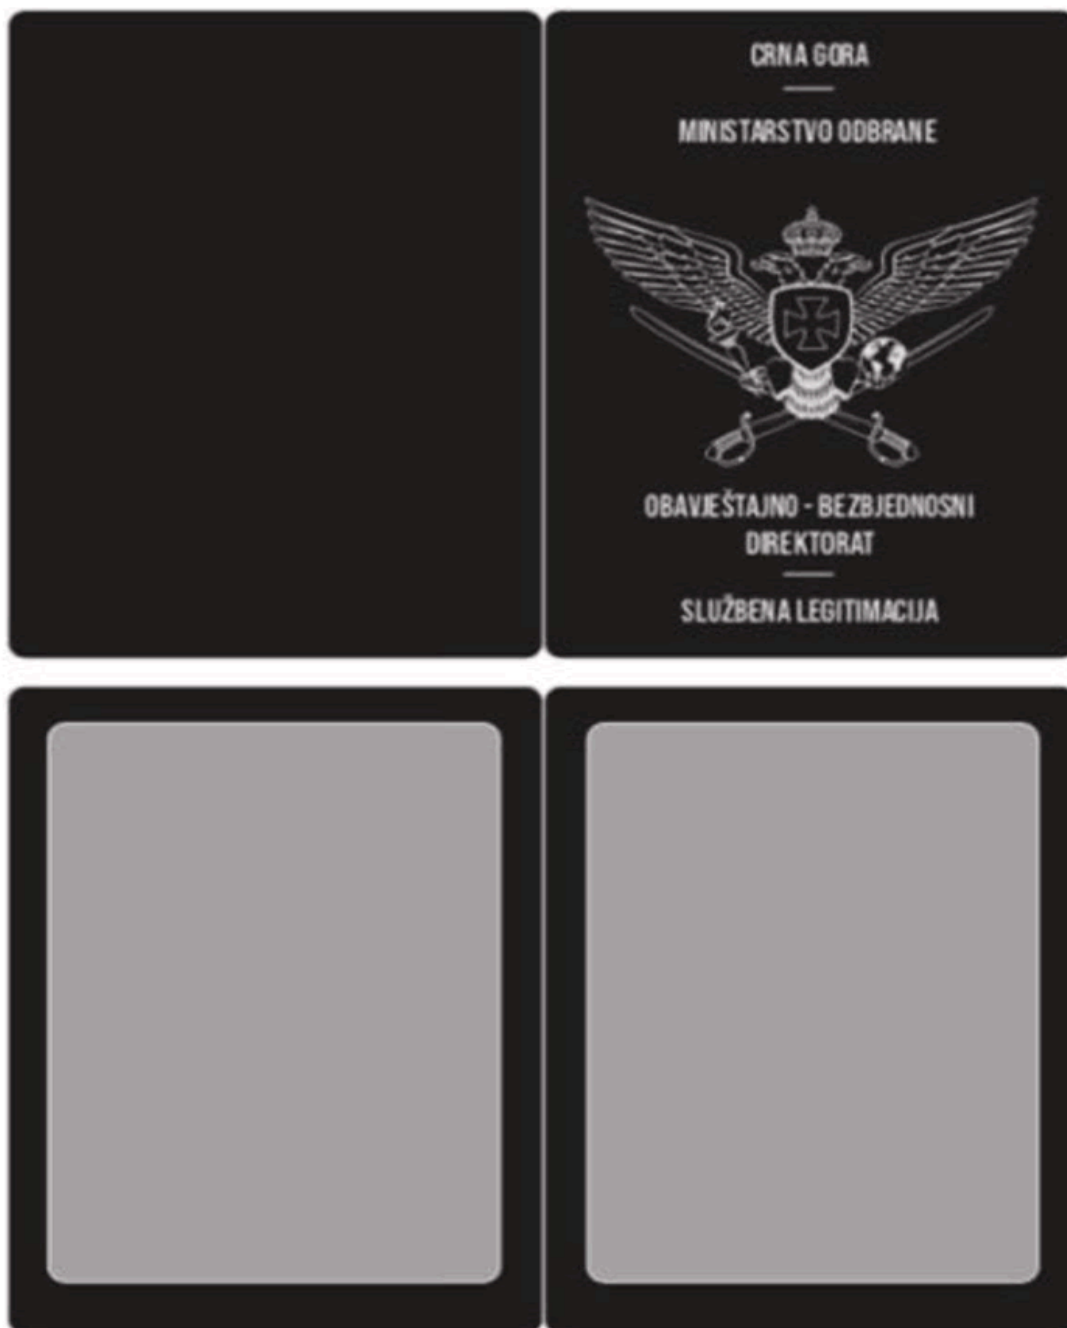 CRNA GORA
MINISTARSTVO ODBRANE
OBAVJEŠTAJNO - BEZBJEDNOSNI
DIREKTORAT
SLUŽBENA LEGITIMACIJA